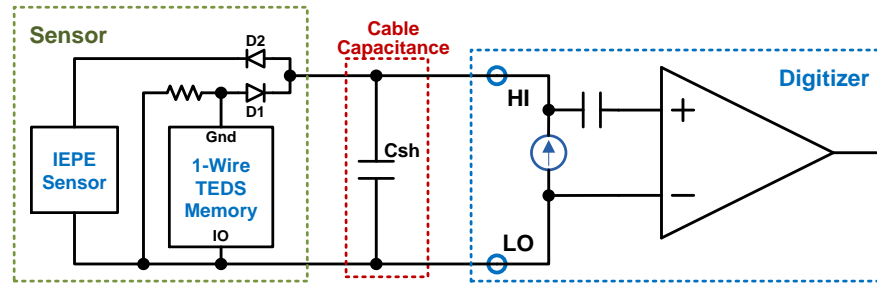 Sensor
D2
D1
Gnd
IEPE
Sensor
1-Wire
TEDS
Memory
IO
Cable
Capacitance
Csh
HI
LO
Digitizer
+
−